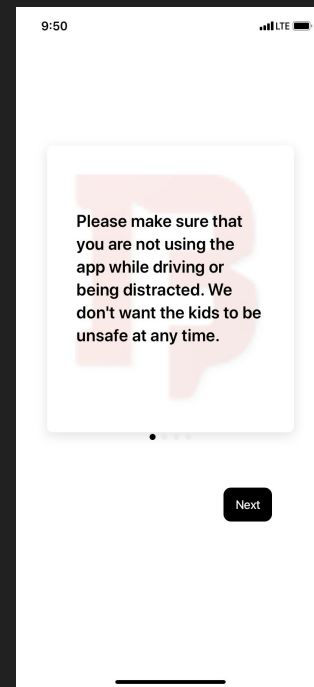 9:50
LTE
Please make sure that
you are not using the
app while driving or
being distracted. We
don't want the kids to be
unsafe at any time.
Next